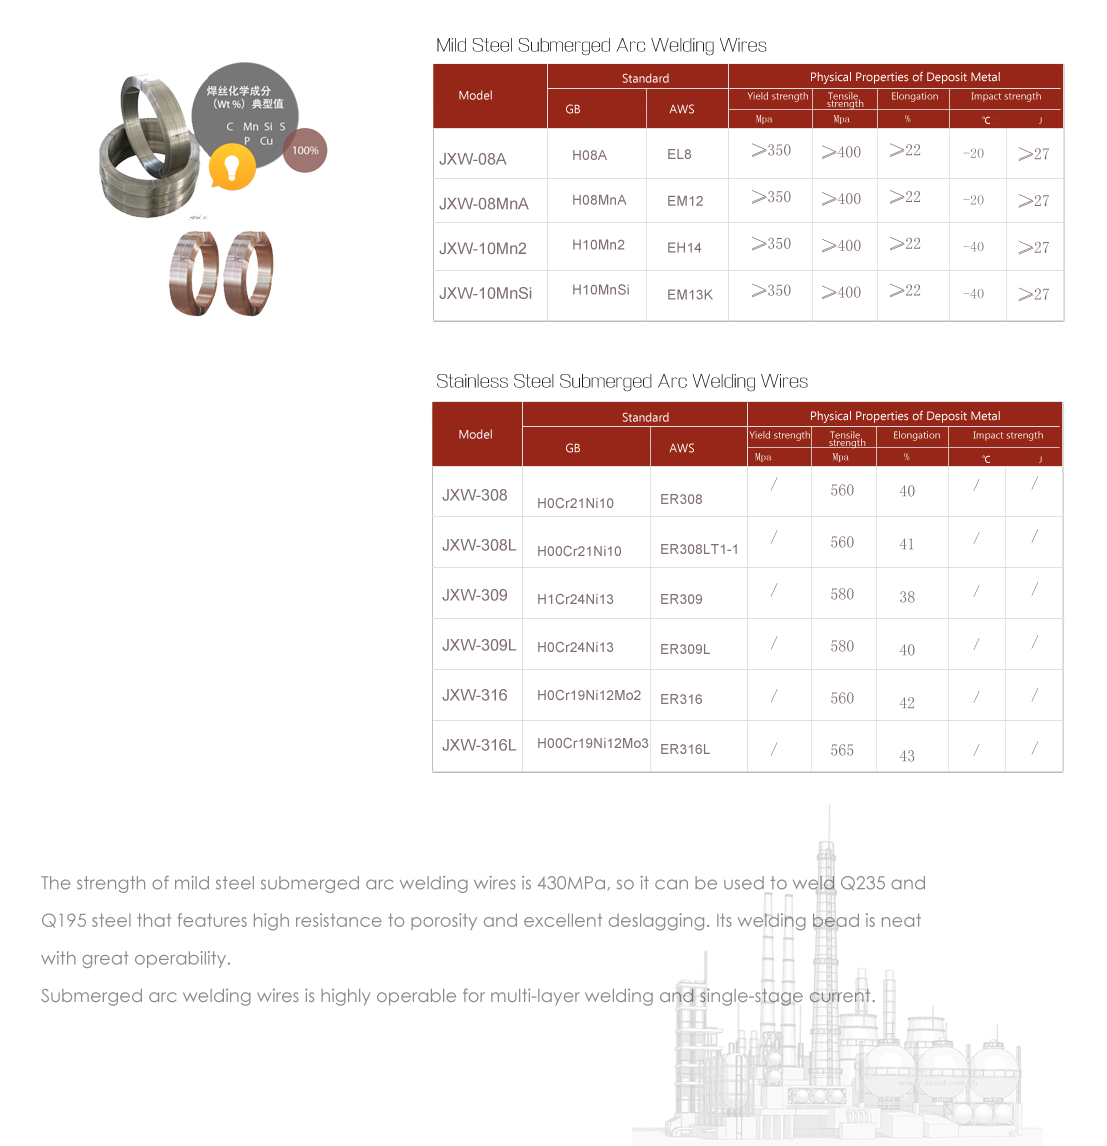 焊丝化学成分
（Wt %）典型值
C Mn Si S
P Cu
100%
Mild Steel Submerged Arc Welding Wires
Model Standard Physical Properties of Deposit Metal
GB AWS Yield strength Tensile strength Elongation Impact strength
Mpa Mpa % ℃ J
JXW-08A H08A EL8 ≥350 ≥400 ≥22 -20 ≥27
JXW-08MnA H08MnA EM12 ≥350 ≥400 ≥22 -20 ≥27
JXW-10Mn2 H10Mn2 EH14 ≥350 ≥400 ≥22 -40 ≥27
JXW-10MnSi H10MnSi EM13K ≥350 ≥400 ≥22 -40 ≥27
Stainless Steel Submerged Arc Welding Wires
Model Standard Physical Properties of Deposit Metal
GB AWS Yield strength Tensile strength Elongation Impact strength
Mpa Mpa % ℃ J
JXW-308 H0Cr21Ni10 ER308 / 560 40 / /
JXW-308L H00Cr21Ni10 ER308LT1-1 / 560 41 / /
JXW-309 H1Cr24Ni13 ER309 / 580 38 / /
JXW-309L H0Cr24Ni13 ER309L / 580 40 / /
JXW-316 H0Cr19Ni12Mo2 ER316 / 560 42 / /
JXW-316L H00Cr19Ni12Mo3 ER316L / 565 43 / /
The strength of mild steel submerged arc welding wires is 430MPa, so it can be used to weld Q235 and
Q195 steel that features high resistance to porosity and excellent deslagging. Its welding bead is neat
with great operability.
Submerged arc welding wires is highly operable for multi-layer welding and single-stage current.